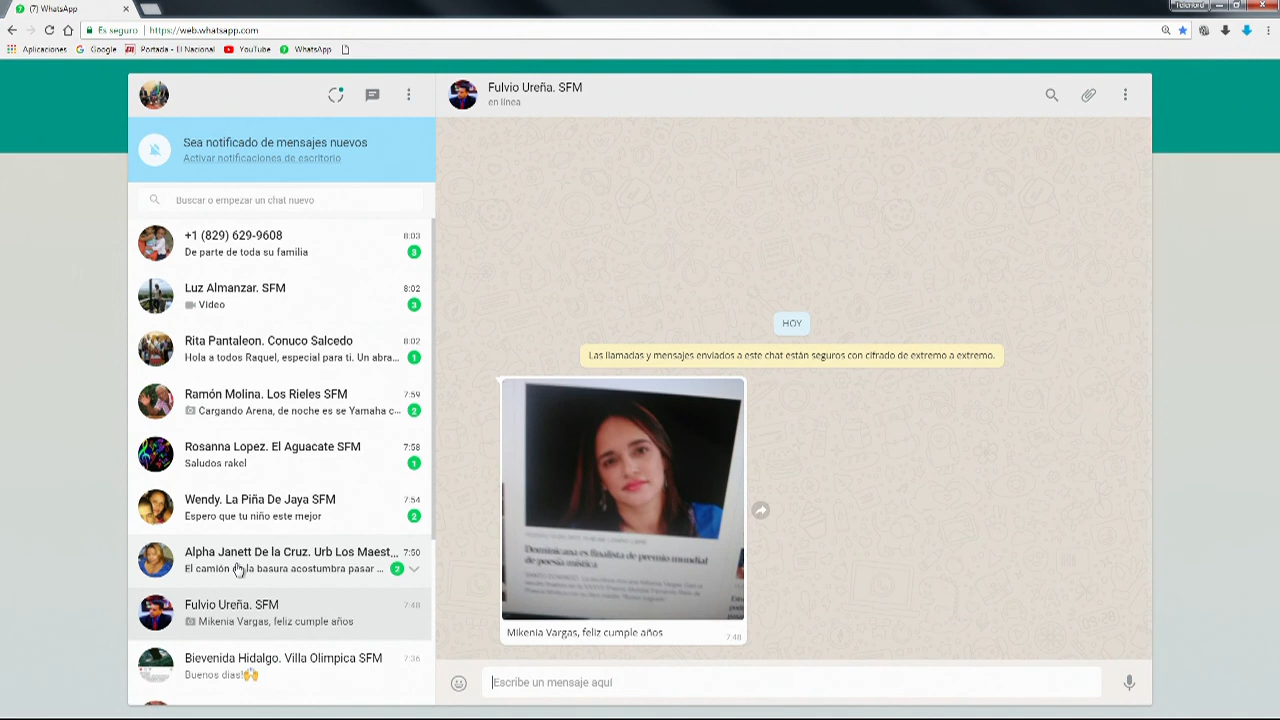 (7) WhatsApp
Telenord
Es seguro
https://web.whatsapp.com
Aplicaciones
Google
Portada - El Nacional
YouTube
WhatsApp
Sea notificado de mensajes nuevos
Activar notificaciones de escritorio
Buscar o empezar un chat nuevo
+1 (829) 629-9608 8:03
De parte de toda su familia 3
Luz Almanzar. SFM 8:02
Video 3
Rita Pantaleon. Conuco Salcedo 8:02
Hola a todos Raquel, especial para ti. Un abra... 1
Ramón Molina. Los Rieles SFM 7:59
Cargando Arena, de noche es se Yamaha c... 2
Rosanna Lopez. El Aguacate SFM 7:58
Saludos rakel 1
Wendy. La Piña De Jaya SFM 7:54
Espero que tu niño este mejor 2
Alpha Janett De la Cruz. Urb Los Maest... 7:50
El camión la basura acostumbra pasar ... 2
Fulvio Ureña. SFM 7:48
Mikenia Vargas, feliz cumple años
Bievenida Hidalgo. Villa Olimpica SFM 7:36
Buenos dias!🙌
Fulvio Ureña. SFM
en línea
HOY
Las llamadas y mensajes enviados a este chat están seguros con cifrado de extremo a extremo.
Dominicana es finalista de premio mundial
de poesía mística
Mikenia Vargas, feliz cumple años
7:48
Escribe un mensaje aquí